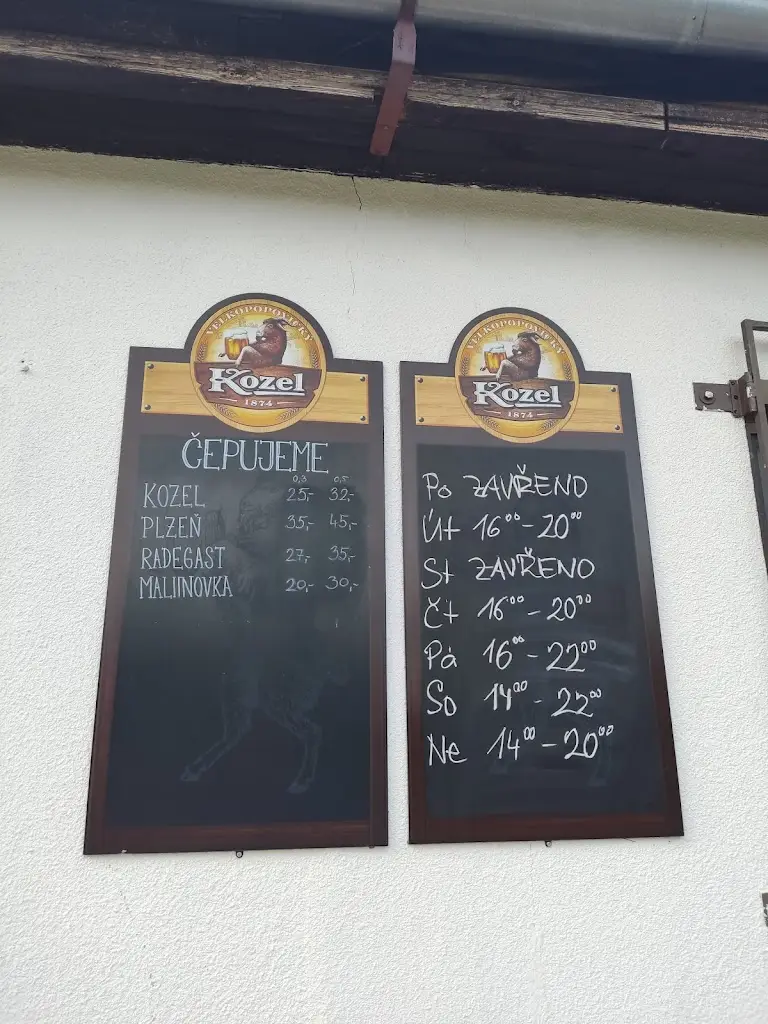 VELKOPOPOVICKÝ
Kozel
1874
ČEPUJEME
0,3 0,5
KOZEL 25,- 32,-
PLZEŇ 35,- 45,-
RADEGAST 27,- 35,-
MALIINOVKA 20,- 30,-
VELKOPOPOVICKÝ
Kozel
1874
Po ZAVŘENO
Út 16⁰⁰ - 20⁰⁰
St ZAVŘENO
Čt 16⁰⁰ - 20⁰⁰
Pá 16⁰⁰ - 22⁰⁰
So 14⁰⁰ - 22⁰⁰
Ne 14⁰⁰ - 20⁰⁰